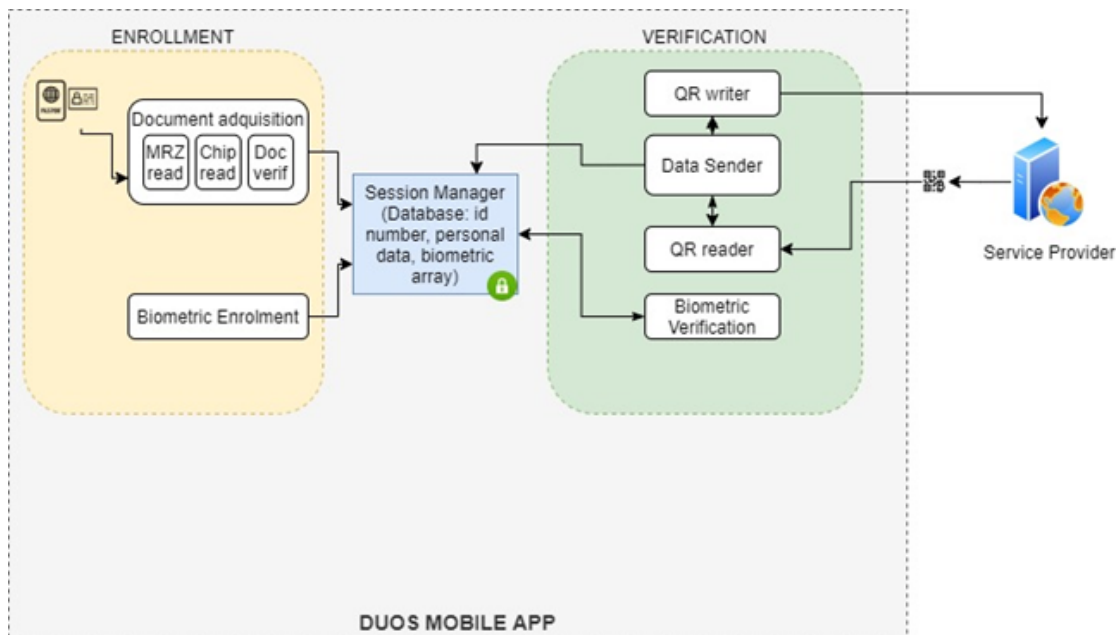 ENROLLMENT
VERIFICATION
Document adquisition
MRZ read
Chip read
Doc verif
Session Manager
(Database: id
number, personal
data, biometric
array)
Biometric Enrolment
QR writer
Data Sender
QR reader
Biometric
Verification
Service Provider
DUOS MOBILE APP